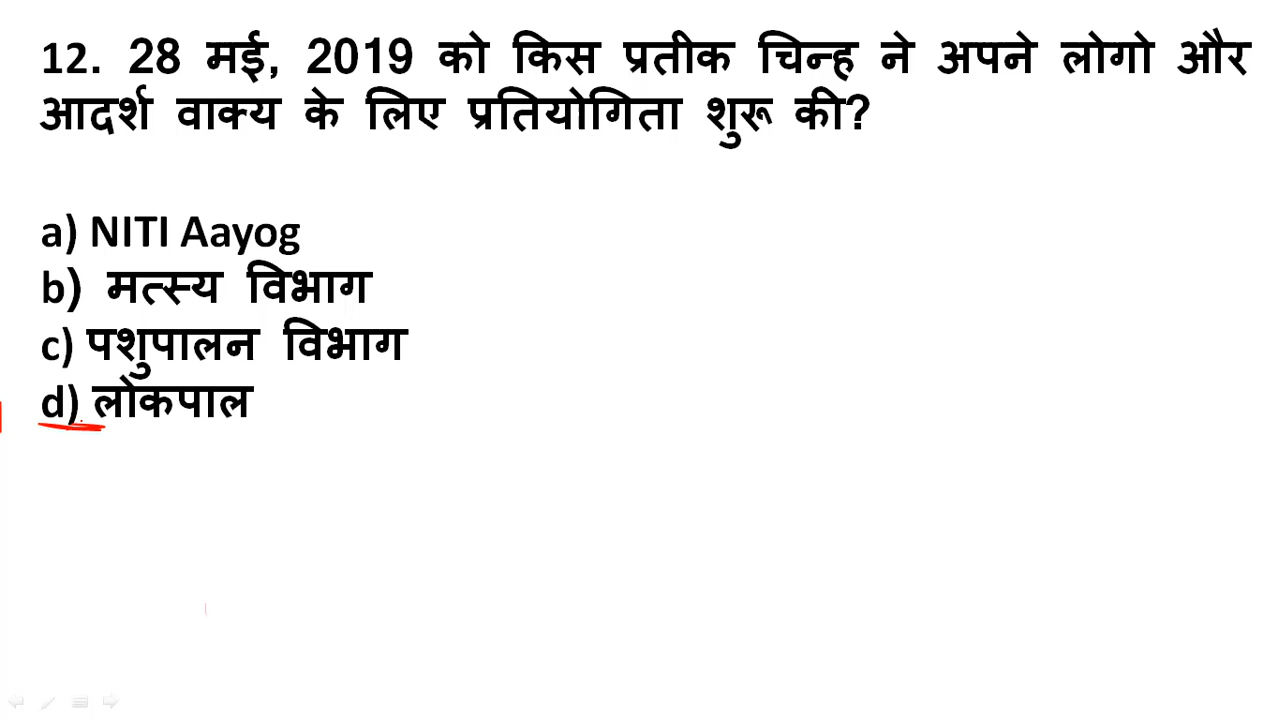 12. 28 मई, 2019 को किस प्रतीक चिन्ह ने अपने लोगो और
आदर्श वाक्य के लिए प्रतियोगिता शुरू की?
a) NITI Aayog
b) मत्स्य विभाग
c) पशुपालन विभाग
d) लोकपाल